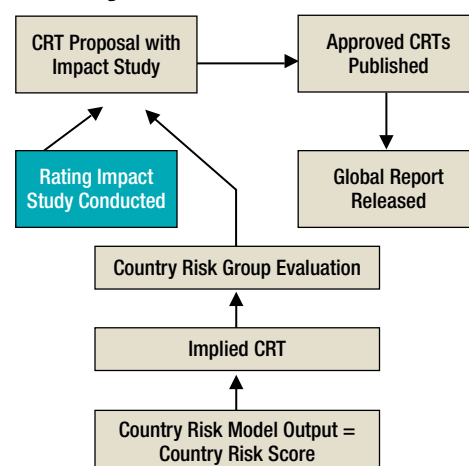 CRT Proposal with
Impact Study
Approved CRTs
Published
Rating Impact
Study Conducted
Global Report
Released
Country Risk Group Evaluation
Implied CRT
Country Risk Model Output =
Country Risk Score